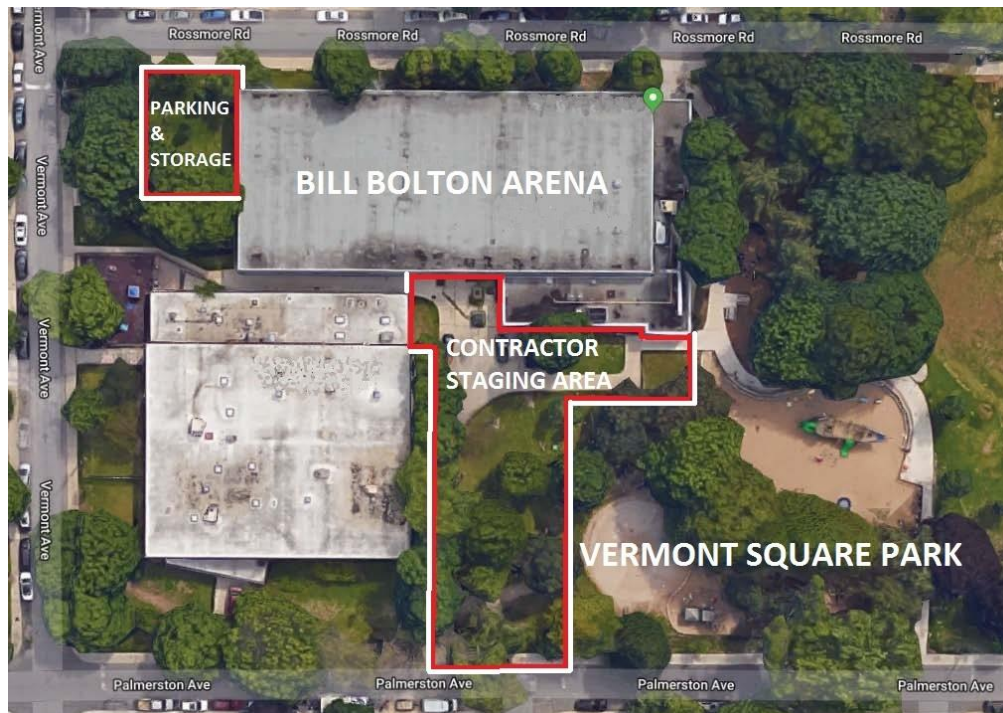 Rossmore Rd
Rossmore Rd
Rossmore Rd
Rossmore Rd
Rossmore Rd
Vermont Ave
PARKING
&
STORAGE
Vermont Ave
BILL BOLTON ARENA
Vermont Ave
CONTRACTOR
STAGING AREA
Vermont Ave
VERMONT SQUARE PARK
Palmerston Ave
Palmerston Ave
Palmerston Ave
Palmerston Ave